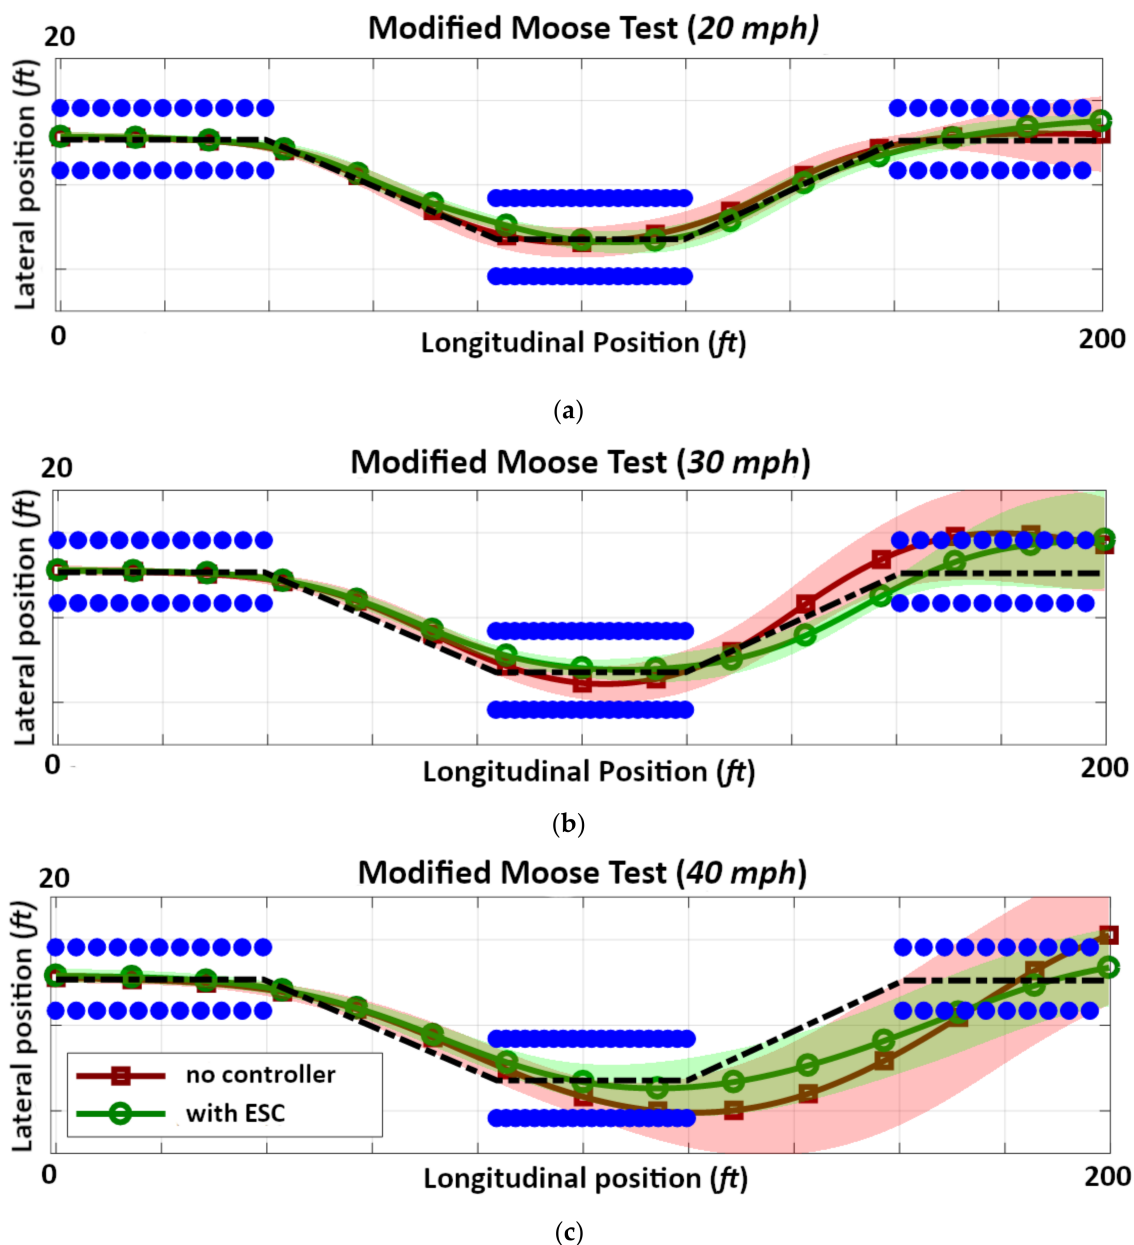 20
Modified Moose Test (20 mph)
Lateral position (ft)
0
Longitudinal Position (ft)
200
(a)
20
Modified Moose Test (30 mph)
Lateral position (ft)
0
Longitudinal Position (ft)
200
(b)
20
Modified Moose Test (40 mph)
Lateral position (ft)
no controller
with ESC
0
Longitudinal position (ft)
200
(c)